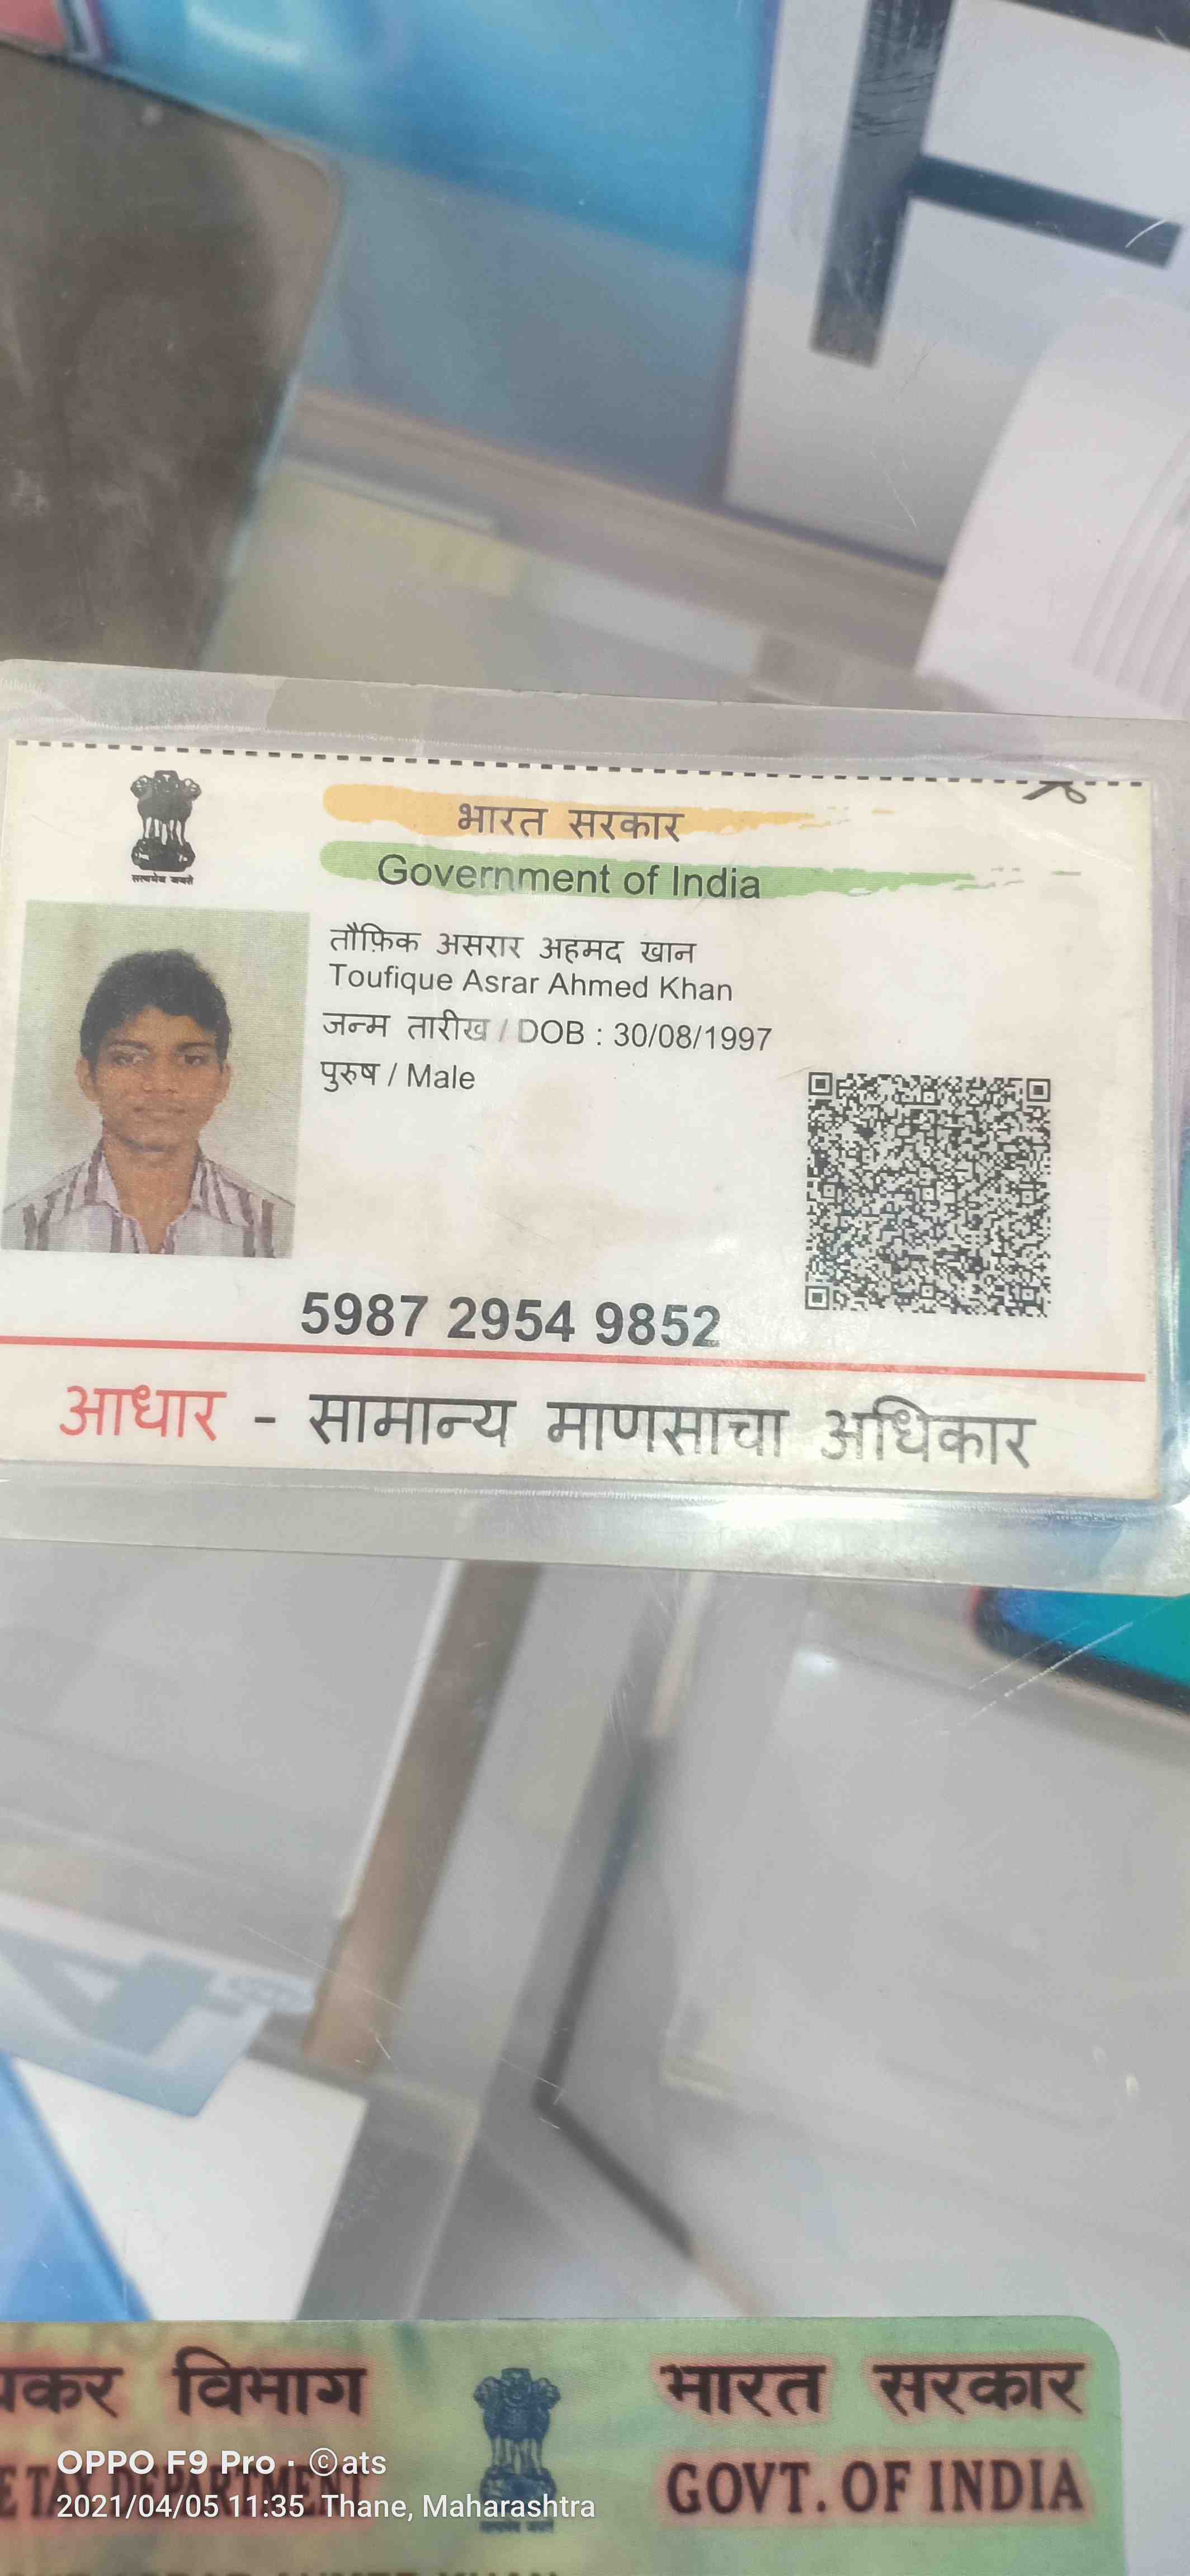 भारत सरकार
Government of India
सत्यमेव जयते
तौफ़िक असरार अहमद खान
Toufique Asrar Ahmed Khan
जन्म तारीख / DOB : 30/08/1997
पुरुष / Male
5987 2954 9852
आधार - सामान्य माणसाचा अधिकार
विभाग भारत सरकार
TAX DEPARTMENT GOVT. OF INDIA
OPPO F9 Pro · ©ats
2021/04/05 11:35 Thane, Maharashtra